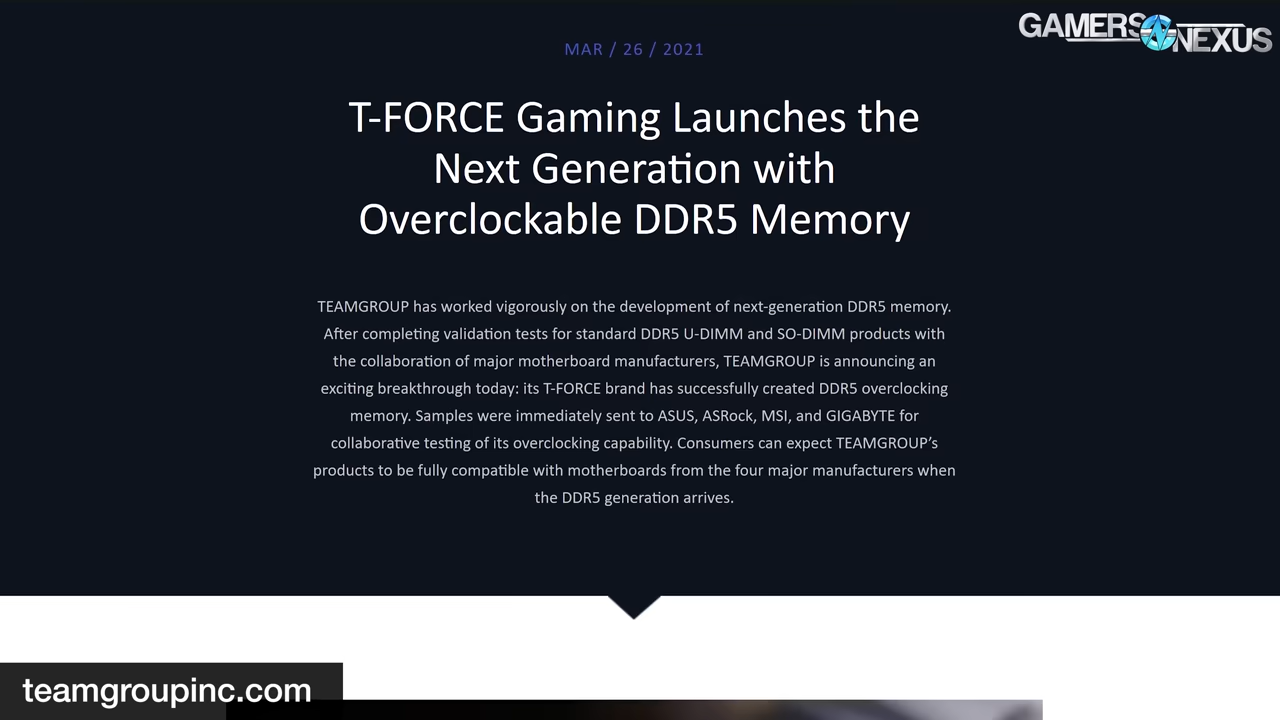 GAMERS NEXUS
MAR / 26 / 2021
T-FORCE Gaming Launches the
Next Generation with
Overclockable DDR5 Memory
TEAMGROUP has worked vigorously on the development of next-generation DDR5 memory.
After completing validation tests for standard DDR5 U-DIMM and SO-DIMM products with
the collaboration of major motherboard manufacturers, TEAMGROUP is announcing an
exciting breakthrough today: its T-FORCE brand has successfully created DDR5 overclocking
memory. Samples were immediately sent to ASUS, ASRock, MSI, and GIGABYTE for
collaborative testing of its overclocking capability. Consumers can expect TEAMGROUP’s
products to be fully compatible with motherboards from the four major manufacturers when
the DDR5 generation arrives.
teamgroupinc.com